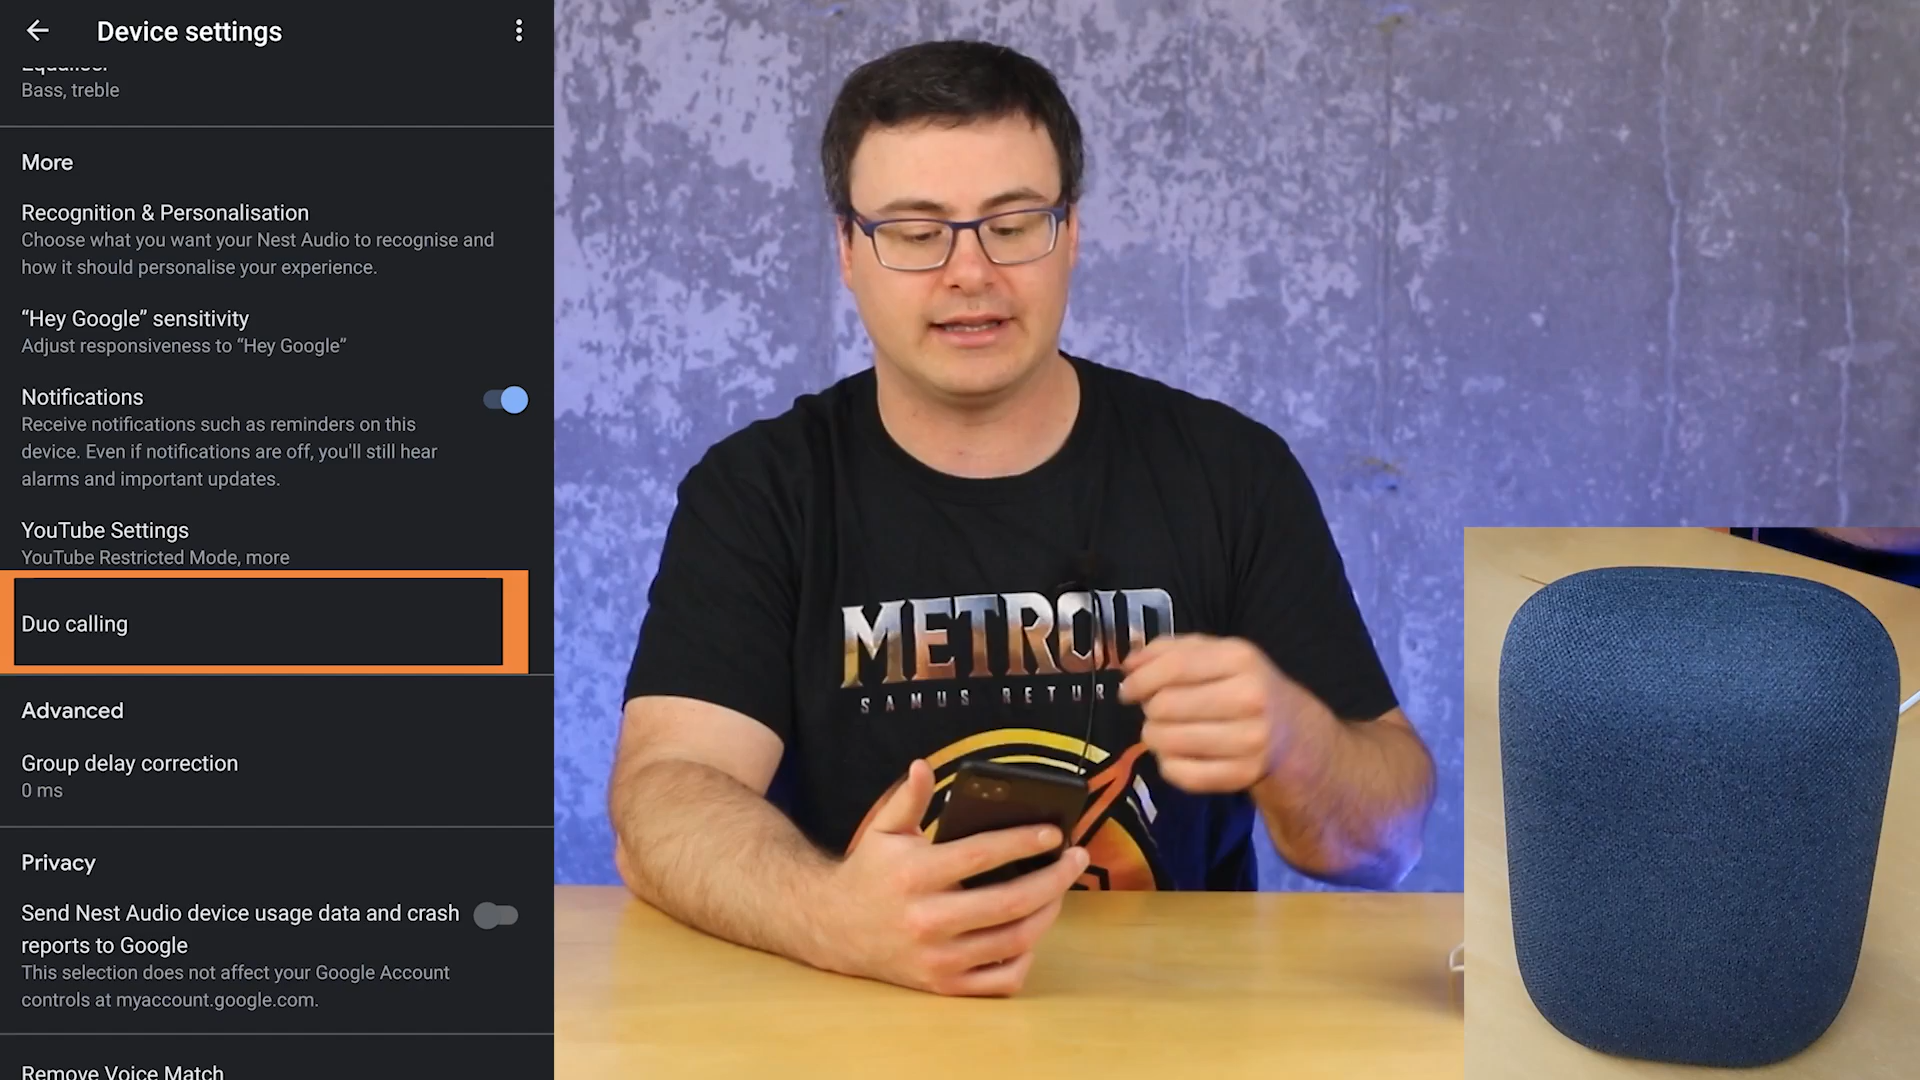 Device settings
Equaliser
Bass, treble
More
Recognition & Personalisation
Choose what you want your Nest Audio to recognise and
how it should personalise your experience.
“Hey Google” sensitivity
Adjust responsiveness to “Hey Google”
Notifications
Receive notifications such as reminders on this
device. Even if notifications are off, you'll still hear
alarms and important updates.
YouTube Settings
YouTube Restricted Mode, more
Duo calling
Advanced
Group delay correction
0 ms
Privacy
Send Nest Audio device usage data and crash
reports to Google
This selection does not affect your Google Account
controls at myaccount.google.com.
Remove Voice Match
METROID
SAMUS RETURN